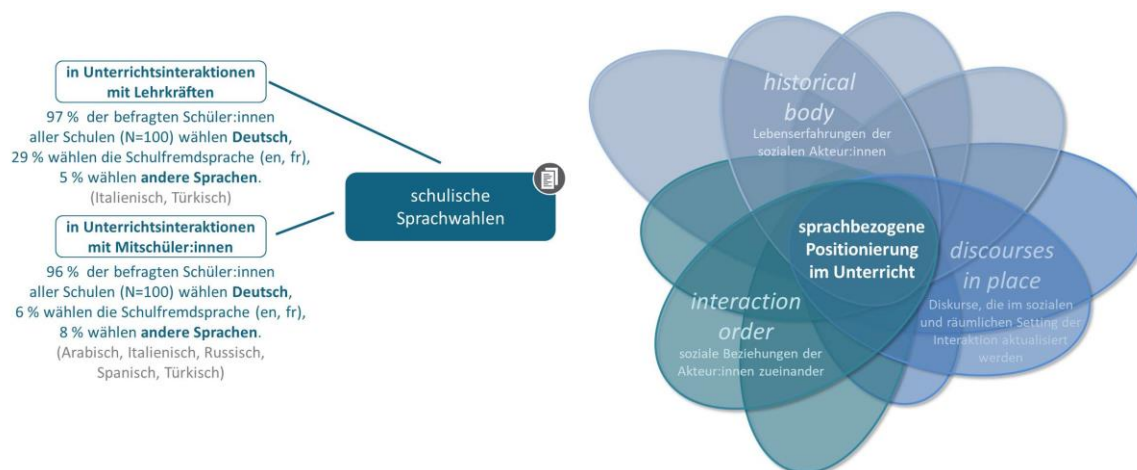 in Unterrichtsinteraktionen
mit Lehrkräften
97 % der befragten Schüler:innen
aller Schulen (N=100) wählen Deutsch,
29 % wählen die Schulfremdsprache (en, fr),
5 % wählen andere Sprachen.
(Italienisch, Türkisch)
in Unterrichtsinteraktionen
mit Mitschüler:innen
96 % der befragten Schüler:innen
aller Schulen (N=100) wählen Deutsch,
6 % wählen die Schulfremdsprache (en, fr),
8 % wählen andere Sprachen.
(Arabisch, Italienisch, Russisch,
Spanisch, Türkisch)
schulische
Sprachwahlen
historical
body
Lebenserfahrungen der
sozialen Akteur:innen
sprachbezogene
Positionierung
im Unterricht
discourses
in place
Diskurse, die im sozialen
und räumlichen Setting der
Interaktion aktualisiert
werden
interaction
order
soziale Beziehungen der
Akteur:innen zueinander